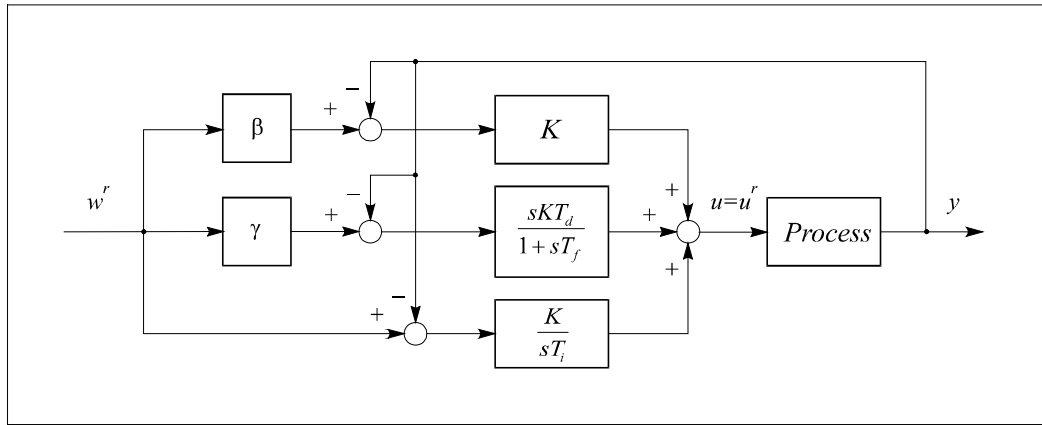 −
+
β
K
w^r
−
+
γ
sKT_d
1 + sT_f
+
+
+
u=u^r
Process
y
−
+
K
sT_i